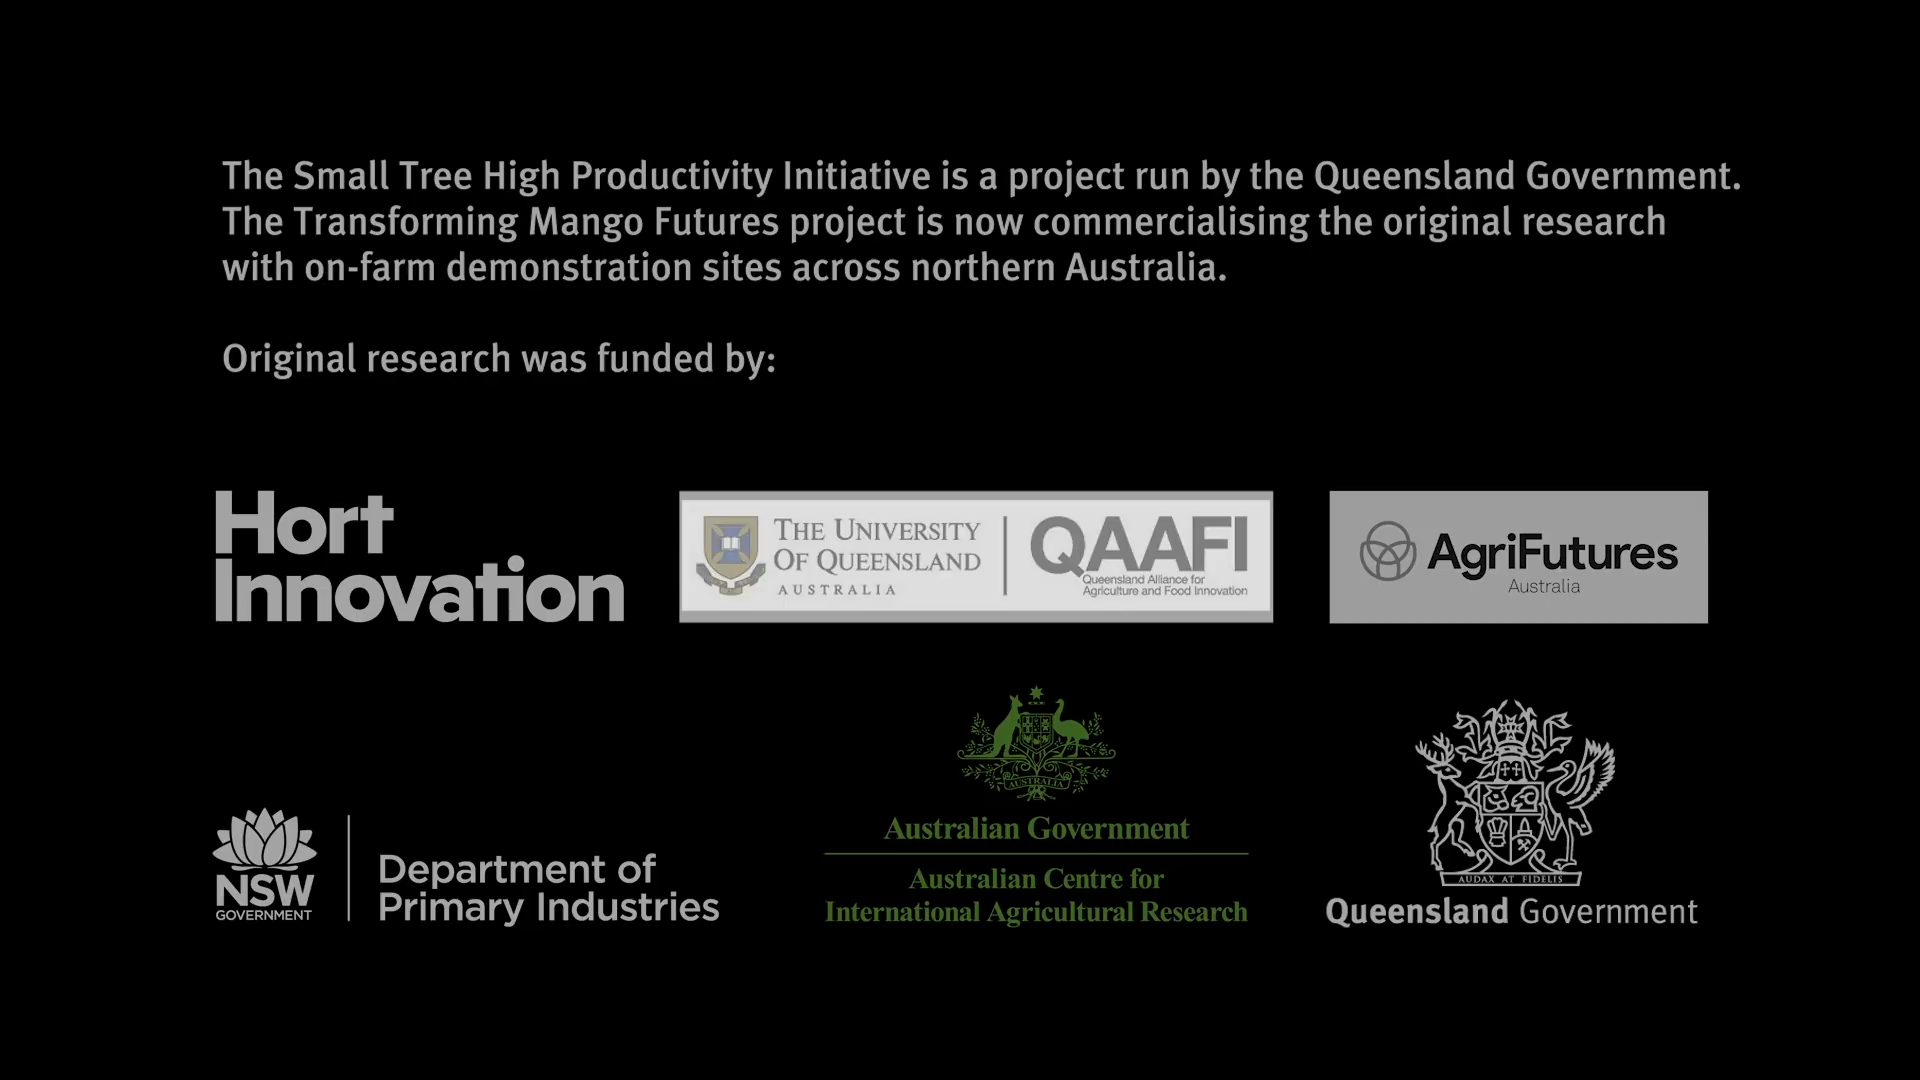 The Small Tree High Productivity Initiative is a project run by the Queensland Government.
The Transforming Mango Futures project is now commercialising the original research
with on-farm demonstration sites across northern Australia.
Original research was funded by:
Hort
Innovation
THE UNIVERSITY
OF QUEENSLAND
AUSTRALIA
QAAFI
Queensland Alliance for
Agriculture and Food Innovation
AgriFutures
Australia
NSW
GOVERNMENT
Department of
Primary Industries
AUSTRALIA
Australian Government
Australian Centre for
International Agricultural Research
AUDAX AT FIDELIS
Queensland Government